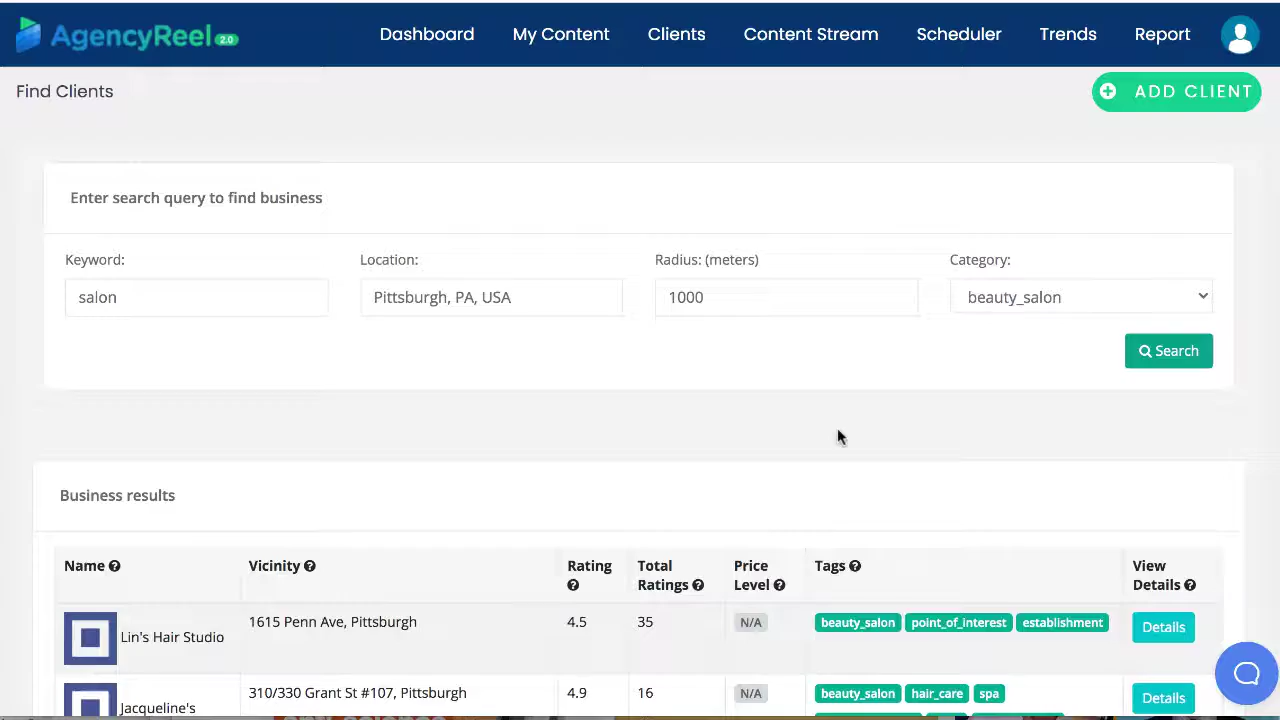 AgencyReel 2.0
Dashboard My Content Clients Content Stream Scheduler Trends Report
Find Clients
ADD CLIENT
Enter search query to find business
Keyword: Location: Radius: (meters) Category:
salon Pittsburgh, PA, USA 1000 beauty_salon
Search
Business results
Name Vicinity Rating Total Ratings Price Level Tags View Details
Lin's Hair Studio 1615 Penn Ave, Pittsburgh 4.5 35 N/A beauty_salon point_of_interest establishment Details
Jacqueline's 310/330 Grant St #107, Pittsburgh 4.9 16 N/A beauty_salon hair_care spa Details